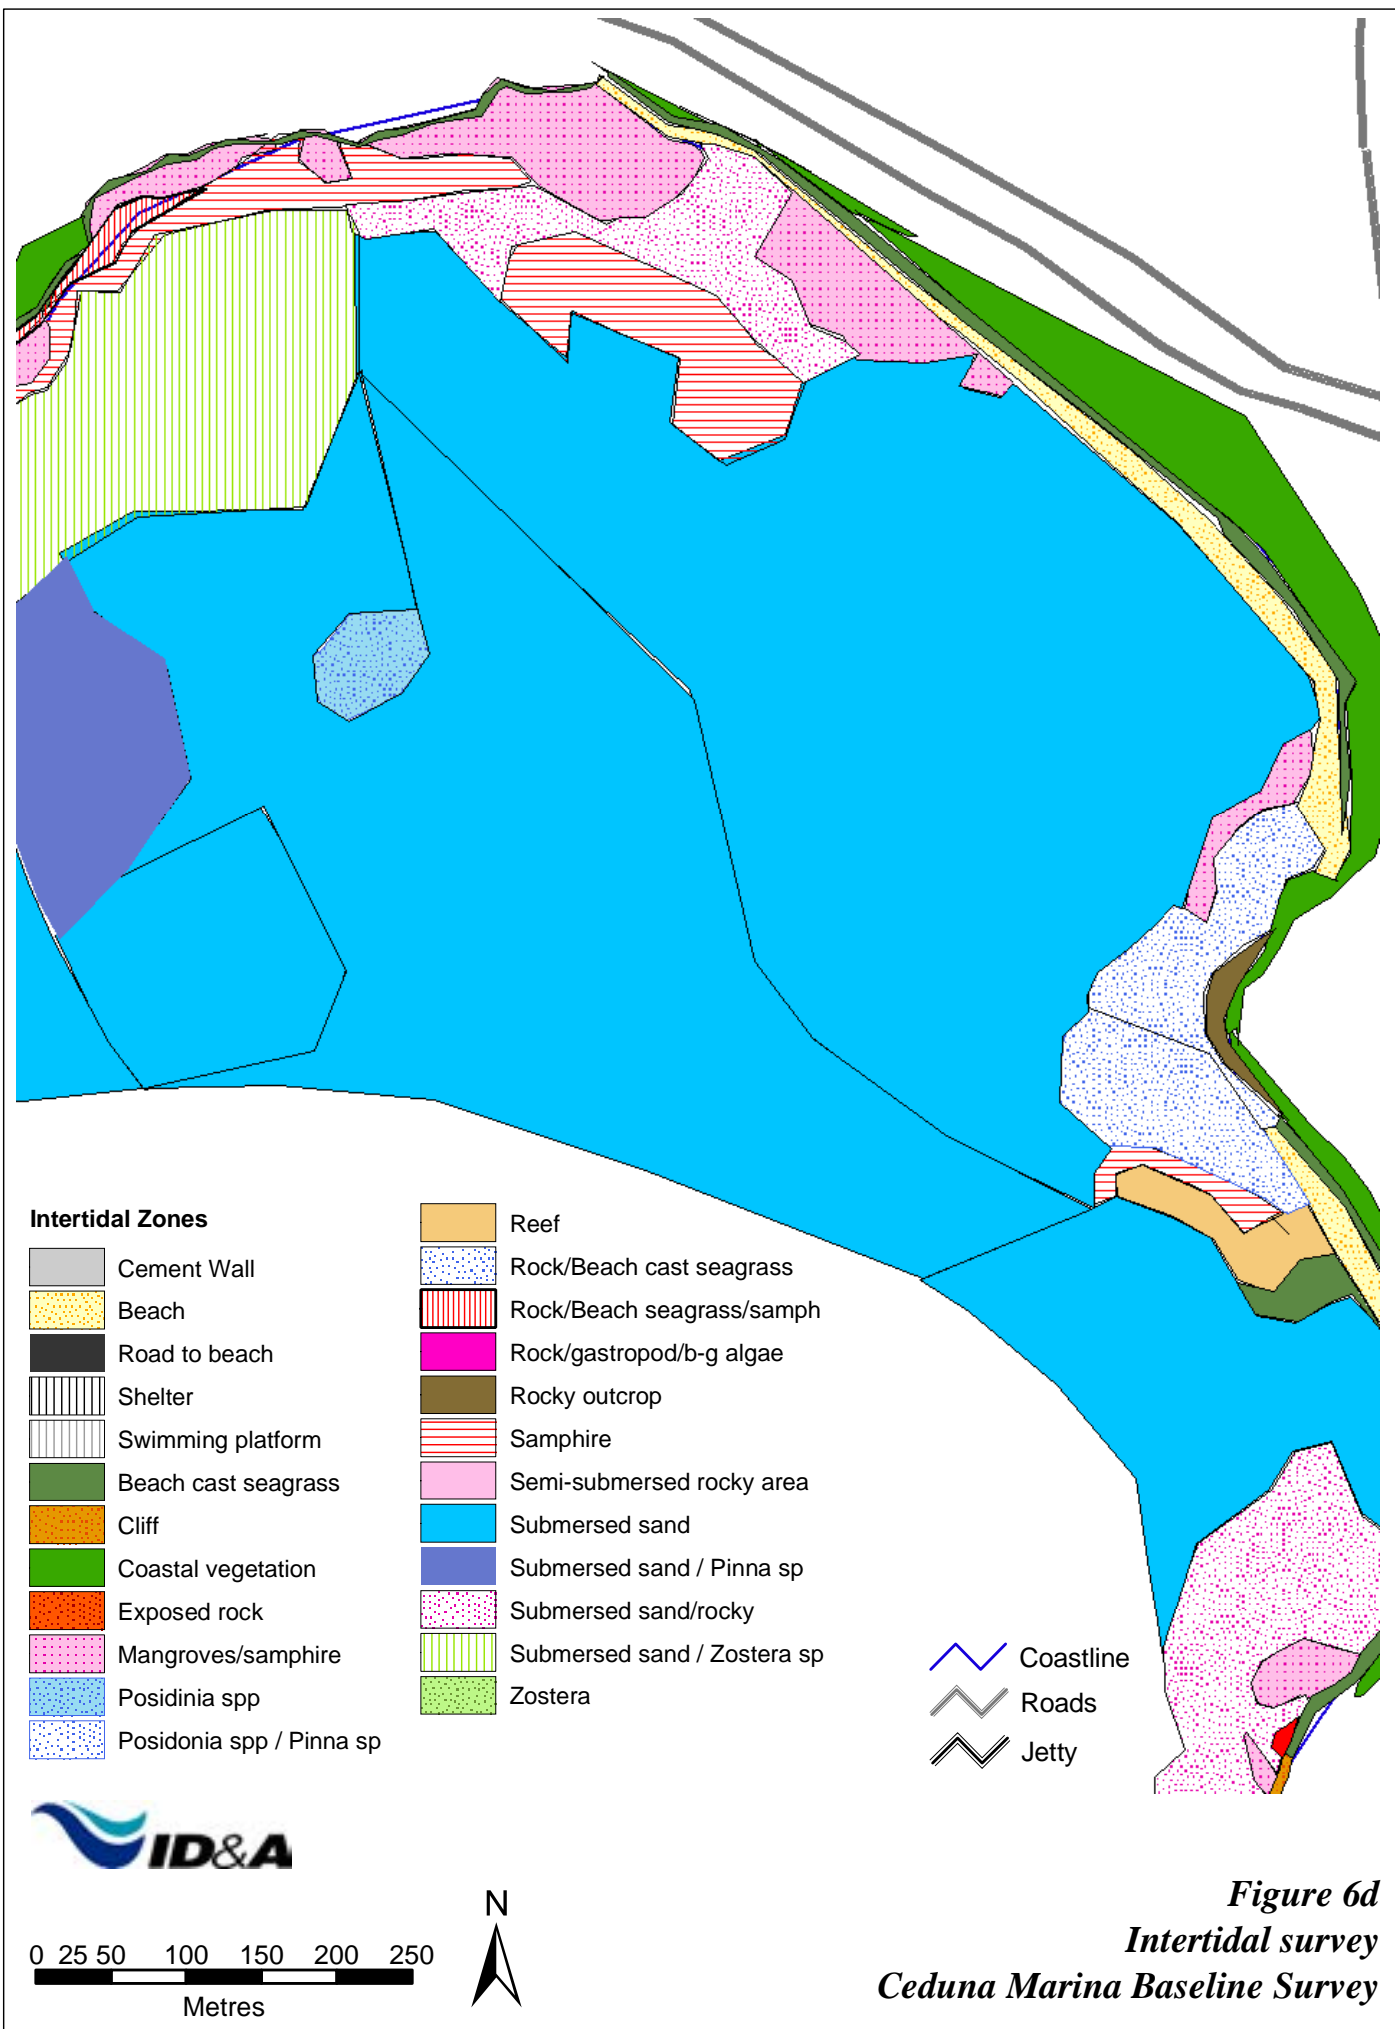 Intertidal Zones
Cement Wall
Beach
Road to beach
Shelter
Swimming platform
Beach cast seagrass
Cliff
Coastal vegetation
Exposed rock
Mangroves/samphire
Posidinia spp
Posidonia spp / Pinna sp
Reef
Rock/Beach cast seagrass
Rock/Beach seagrass/samph
Rock/gastropod/b-g algae
Rocky outcrop
Samphire
Semi-submersed rocky area
Submersed sand
Submersed sand / Pinna sp
Submersed sand/rocky
Submersed sand / Zostera sp
Zostera
Coastline
Roads
Jetty
ID&A
0 25 50 100 150 200 250
Metres
N
Figure 6d
Intertidal survey
Ceduna Marina Baseline Survey